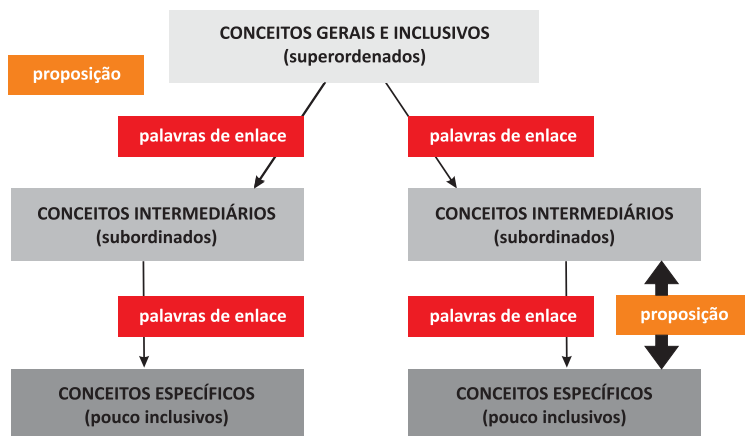 CONCEITOS GERAIS E INCLUSIVOS
(superordenados)
proposição
palavras de enlace
palavras de enlace
CONCEITOS INTERMEDIÁRIOS
(subordinados)
CONCEITOS INTERMEDIÁRIOS
(subordinados)
palavras de enlace
palavras de enlace
proposição
CONCEITOS ESPECÍFICOS
(pouco inclusivos)
CONCEITOS ESPECÍFICOS
(pouco inclusivos)